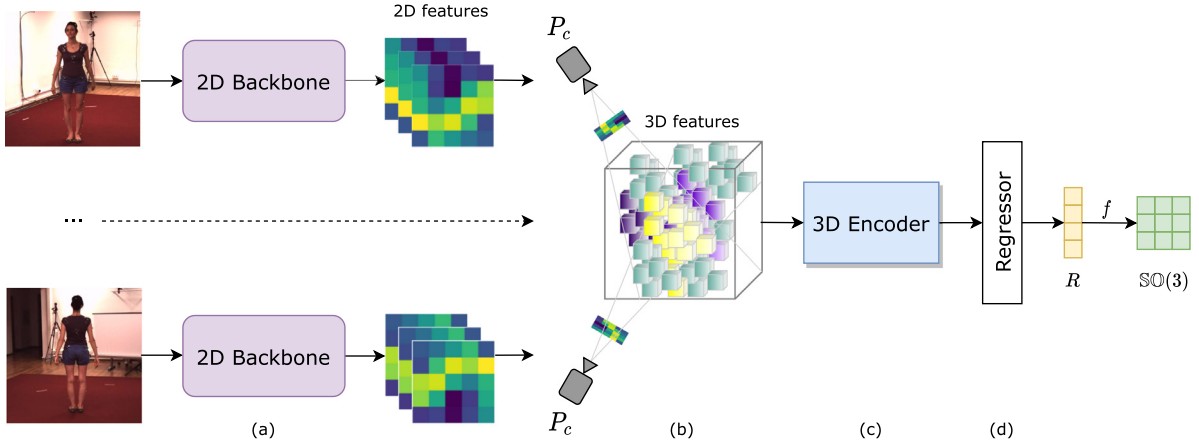 2D features
P_c
2D Backbone
3D features
...
3D Encoder
Regressor
f
R
𝕊𝕆(3)
2D Backbone
P_c
(a)
(b)
(c)
(d)